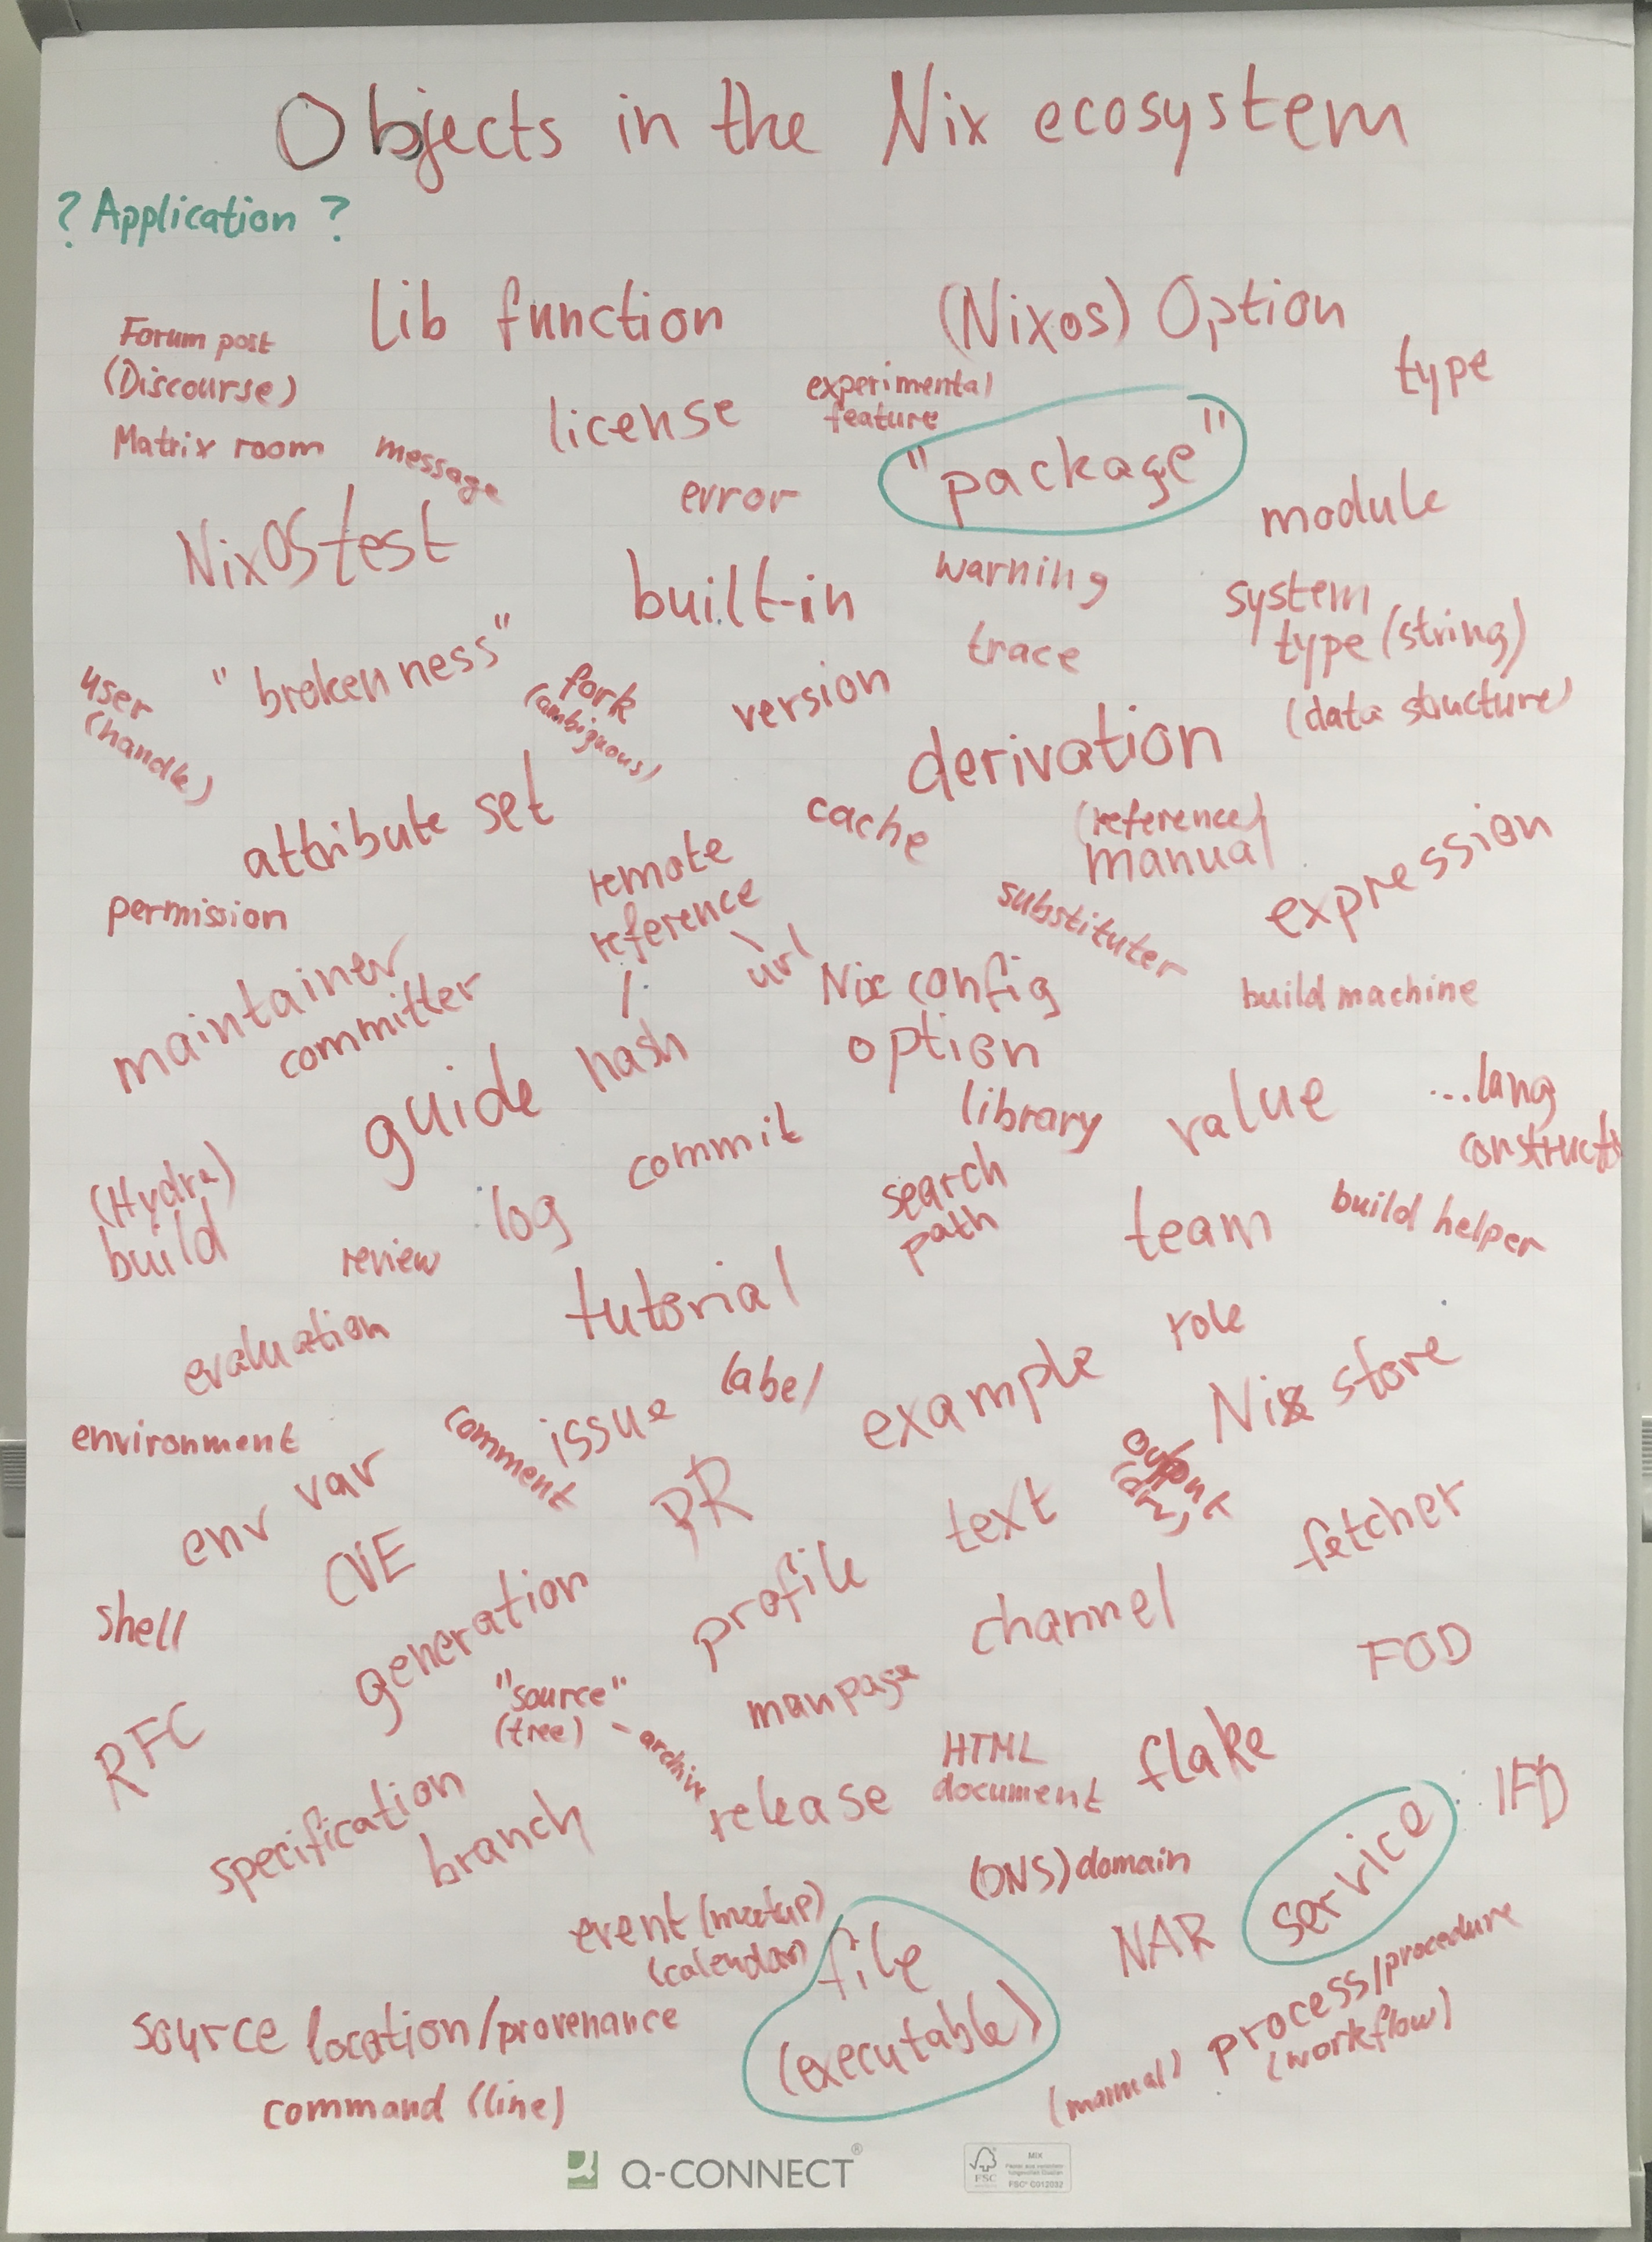 Objects in the Nix ecosystem
? Application ?
lib function
(Nixos) Option
Forum post
(Discourse)
type
experimental
feature
license
"package"
Matrix room
message
error
module
NixOS test
built-in
warning
system
type (string)
(data structure)
trace
"brokenness"
user
(handle)
fork
(ambiguous)
version
derivation
attribute set
cache
(reference)
manual
expression
remote
reference
url
hash
permission
substituter
maintainer
committer
Nix config
option
build machine
guide
library
value
...lang
constructs
commit
(Hydra)
build
log
search
path
team
build helper
review
tutorial
role
evaluation
label
example
Nix store
environment
comment
issue
output
(drv)
env var
PR
text
fetcher
CVE
shell
profile
channel
generation
FOD
"source"
(tree) - archive
manpage
RFC
HTML
document
flake
release
IFD
specification
branch
service
(DNS) domain
event (meetup)
(calendar)
NAR
file
(executable)
source location/provenance
(manual) process/procedure
(workflow)
command (line)
Q-CONNECT®
FSC
MIX
FSC® C012032